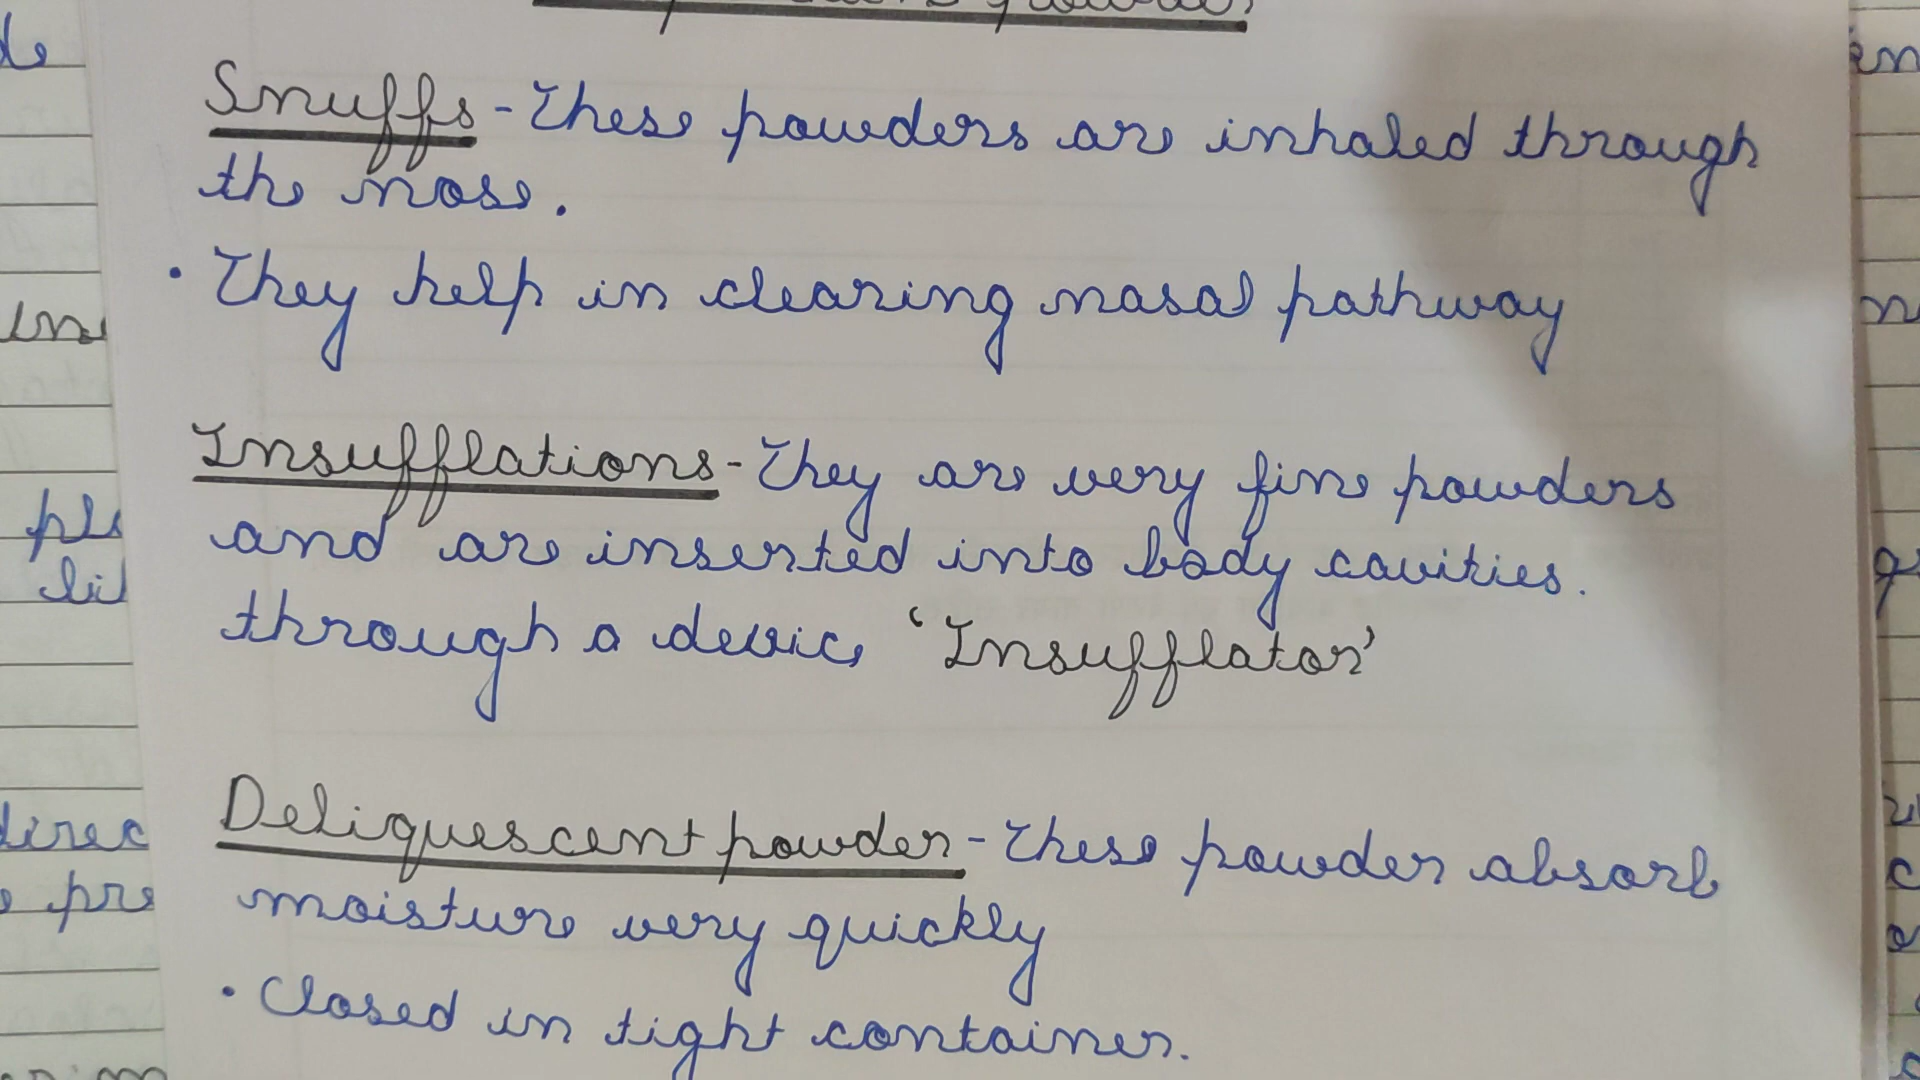 Snuffs - These powders are inhaled through
the nose.
• They help in clearing nasal pathway
Insufflations - They are very fine powders
and are inserted into body cavities.
through a device 'Insufflator'
Deliquescent powder - These powder absorb
moisture very quickly
• Closed in tight container.